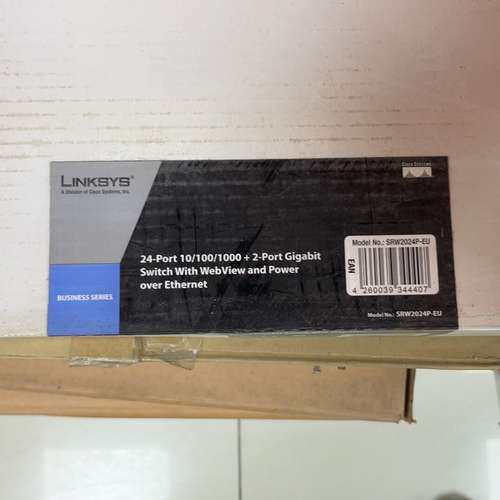 LINKSYS®
A Division of Cisco Systems, Inc.
Cisco Systems
24-Port 10/100/1000 + 2-Port Gigabit
Switch With WebView and Power
over Ethernet
BUSINESS SERIES
Model No.: SRW2024P-EU
EAN
4 260039 344407
Model No.: SRW2024P-EU